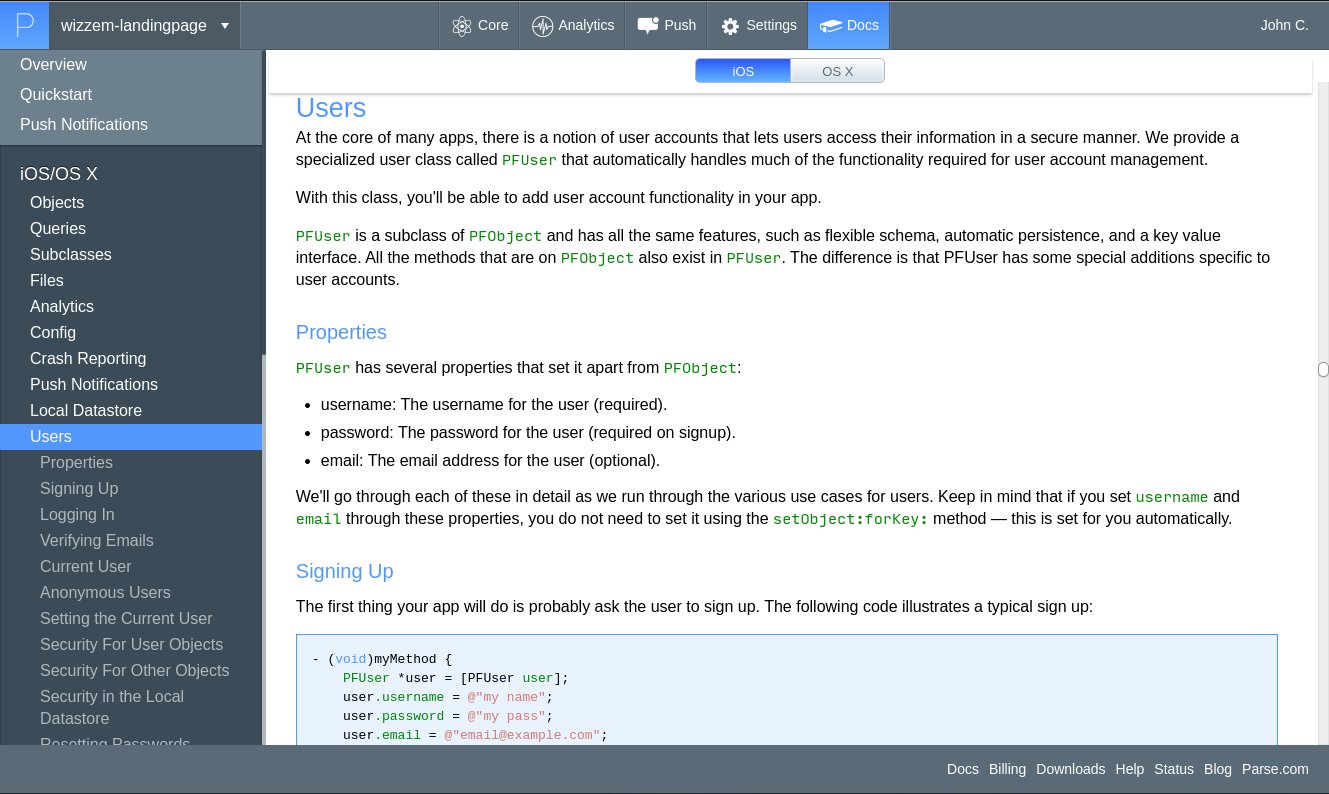 P wizzem-landingpage Core Analytics Push Settings Docs John C.
Overview
Quickstart
Push Notifications
iOS/OS X
Objects
Queries
Subclasses
Files
Analytics
Config
Crash Reporting
Push Notifications
Local Datastore
Users
Properties
Signing Up
Logging In
Verifying Emails
Current User
Anonymous Users
Setting the Current User
Security For User Objects
Security For Other Objects
Security in the Local
Datastore
Resetting Passwords
iOS OS X
Users
At the core of many apps, there is a notion of user accounts that lets users access their information in a secure manner. We provide a
specialized user class called PFUser that automatically handles much of the functionality required for user account management.
With this class, you'll be able to add user account functionality in your app.
PFUser is a subclass of PFObject and has all the same features, such as flexible schema, automatic persistence, and a key value
interface. All the methods that are on PFObject also exist in PFUser. The difference is that PFUser has some special additions specific to
user accounts.
Properties
PFUser has several properties that set it apart from PFObject:
• username: The username for the user (required).
• password: The password for the user (required on signup).
• email: The email address for the user (optional).
We'll go through each of these in detail as we run through the various use cases for users. Keep in mind that if you set username and
email through these properties, you do not need to set it using the setObject:forKey: method — this is set for you automatically.
Signing Up
The first thing your app will do is probably ask the user to sign up. The following code illustrates a typical sign up:
- (void)myMethod {
    PFUser *user = [PFUser user];
    user.username = @"my name";
    user.password = @"my pass";
    user.email = @"email@example.com";
Docs Billing Downloads Help Status Blog Parse.com